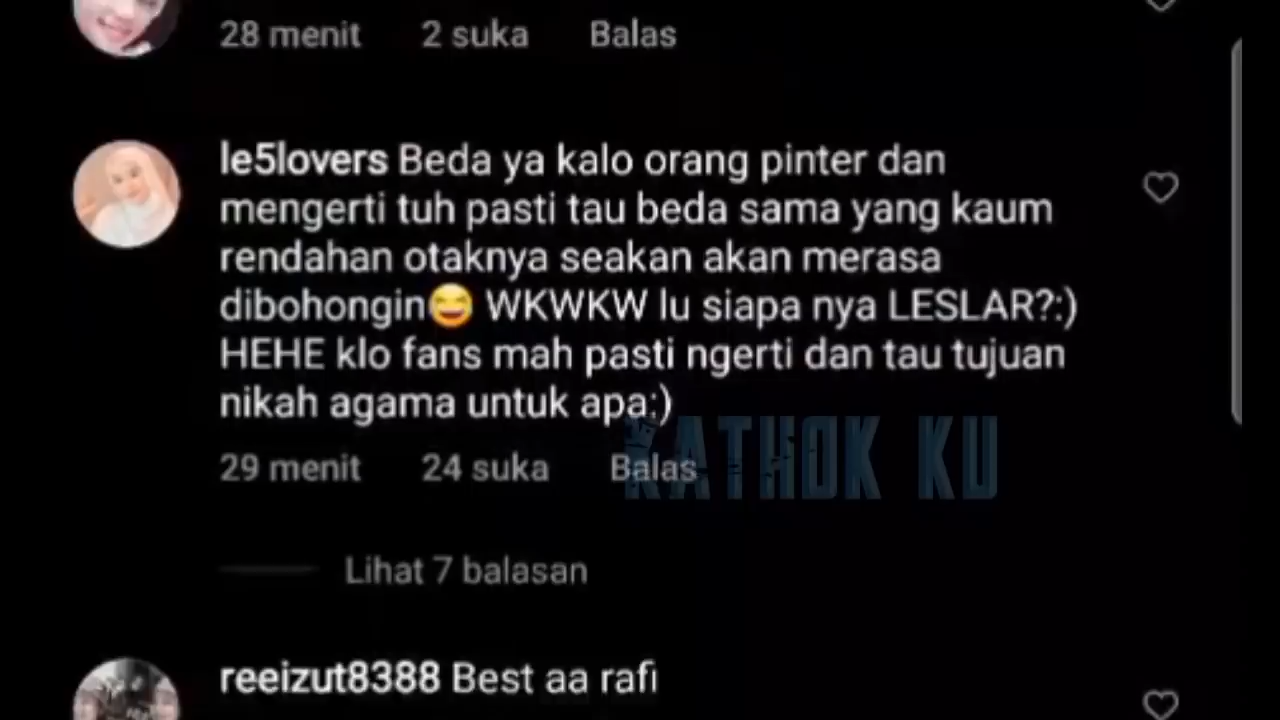 28 menit 2 suka Balas
le5lovers Beda ya kalo orang pinter dan
mengerti tuh pasti tau beda sama yang kaum
rendahan otaknya seakan akan merasa
dibohongin😆 WKWKW lu siapa nya LESLAR?:)
HEHE klo fans mah pasti ngerti dan tau tujuan
nikah agama untuk apa:)
KATHOK KU
29 menit 24 suka Balas
Lihat 7 balasan
reeizut8388 Best aa rafi